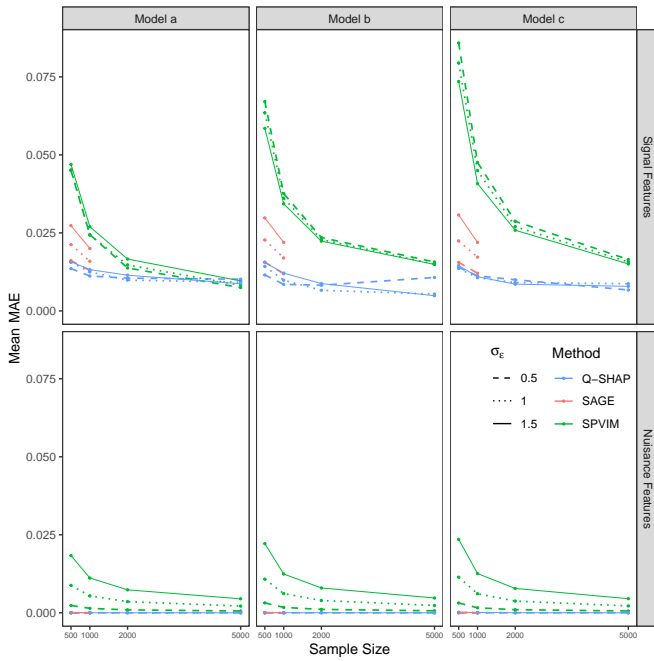 Model a
Model b
Model c
Mean MAE
0.075
0.050
0.025
0.000
Signal Features
0.075
0.050
0.025
0.000
Nuisance Features
σε
0.5
1
1.5
Method
Q−SHAP
SAGE
SPVIM
500 1000 2000 5000
500 1000 2000 5000
500 1000 2000 5000
Sample Size